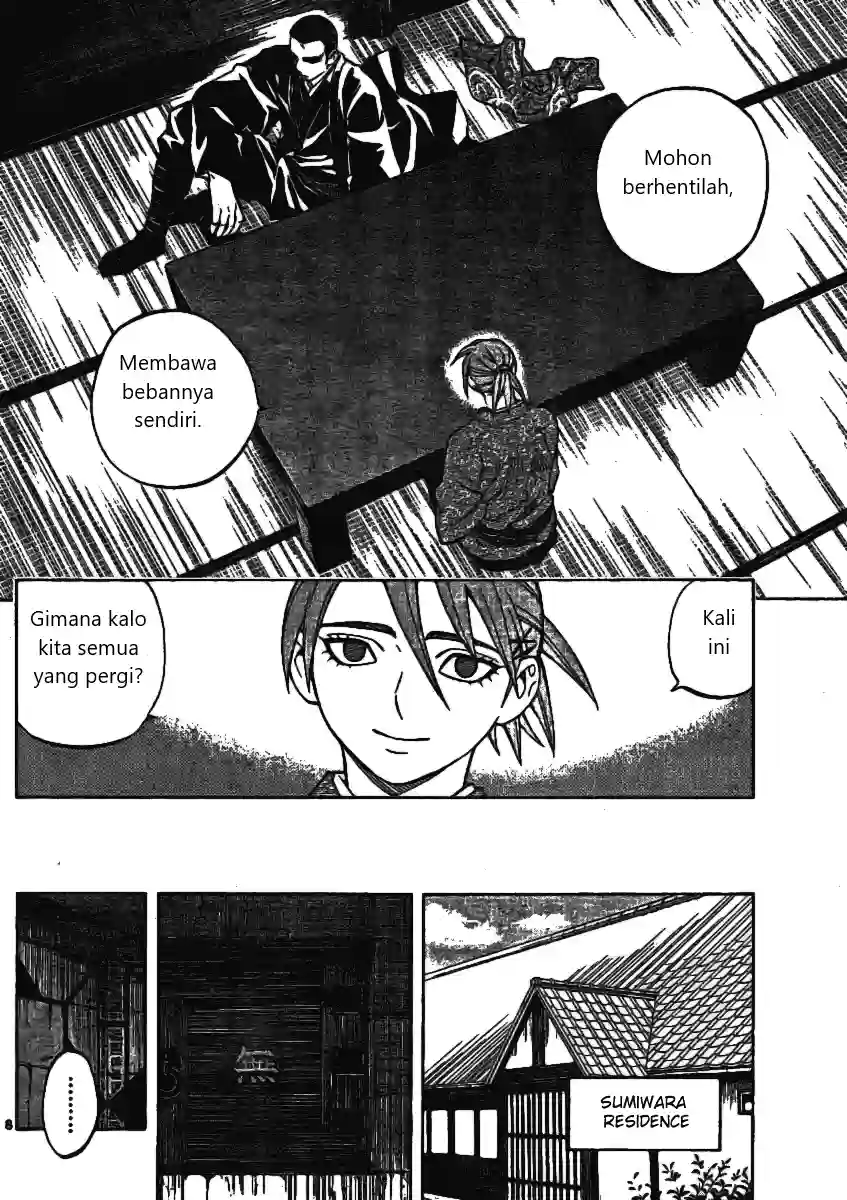 Mohon
berhentilah,
Membawa
bebannya
sendiri.
Kali
ini
Gimana kalo
kita semua
yang pergi?
SUMIWARA
RESIDENCE
無
.........
8